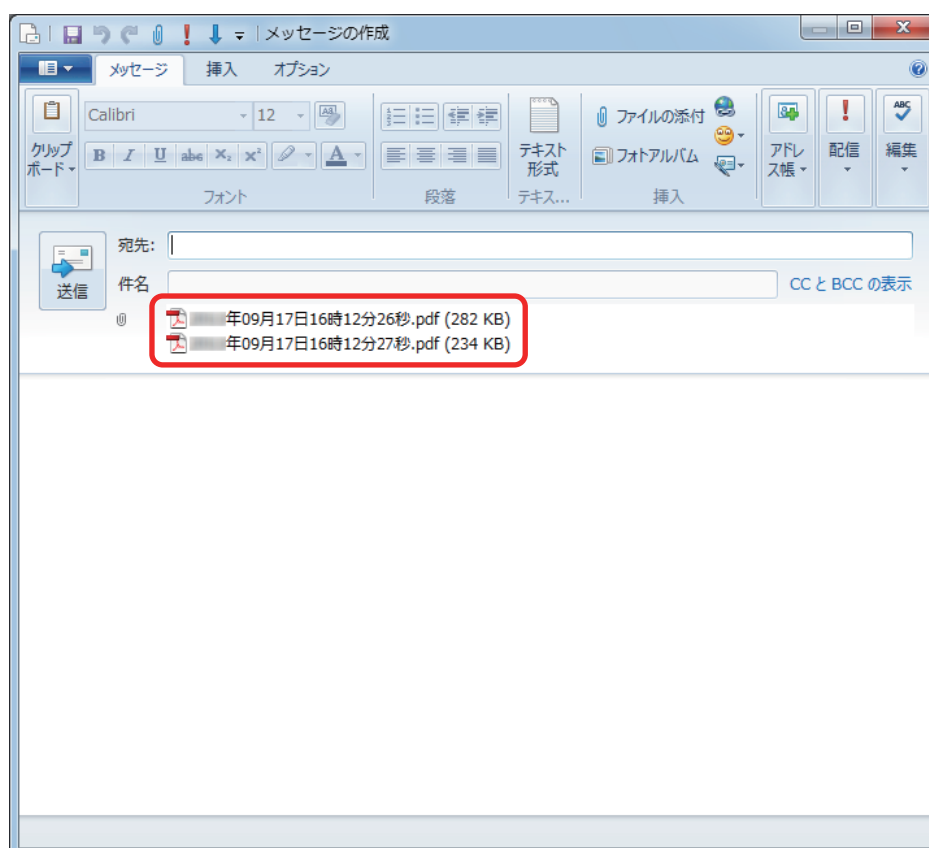 メッセージの作成
メッセージ 挿入 オプション
Calibri 12
クリップボード
B I U abc X₂ X² A
テキスト形式
ファイルの添付
フォトアルバム
アドレス帳
配信
ABC
編集
フォント 段落 テキス... 挿入
送信
宛先:
件名
CC と BCC の表示
年09月17日16時12分26秒.pdf (282 KB)
年09月17日16時12分27秒.pdf (234 KB)